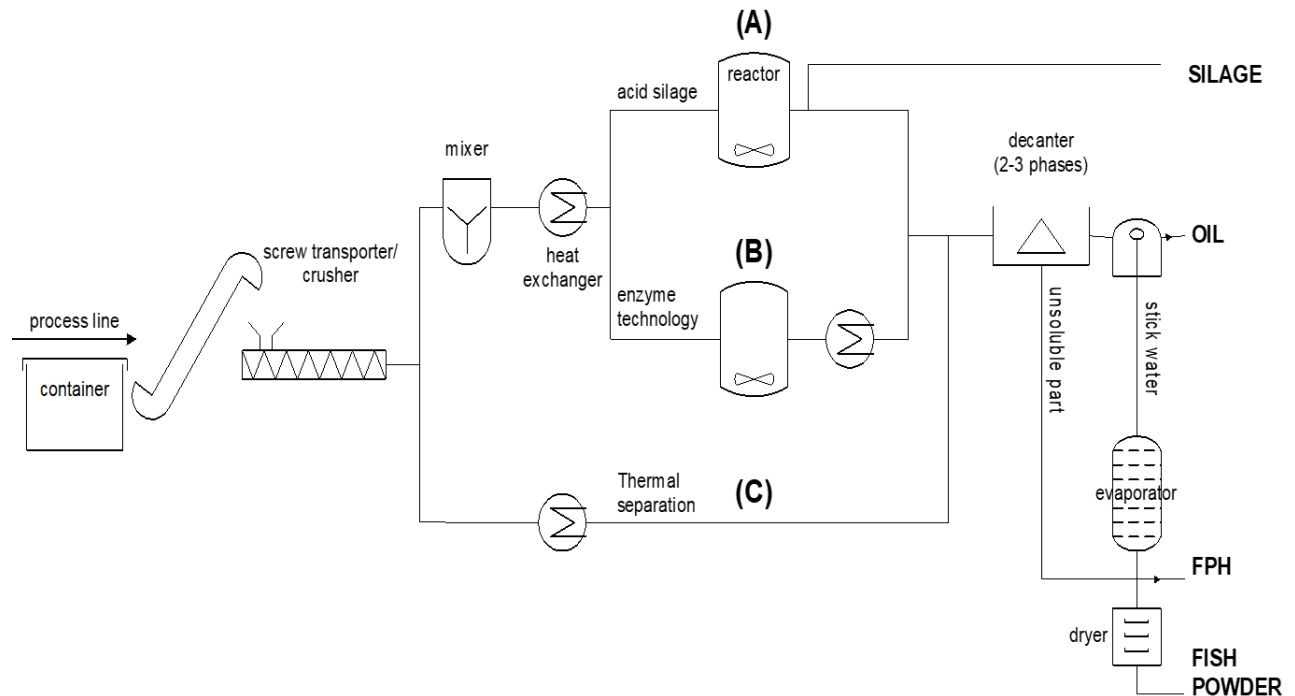 (A)
reactor
SILAGE
acid silage
decanter
(2-3 phases)
mixer
OIL
screw transporter/
crusher
heat
exchanger
(B)
enzyme
technology
process line
container
unsoluble part
stick water
Thermal
separation
(C)
evaporator
FPH
dryer
FISH
POWDER